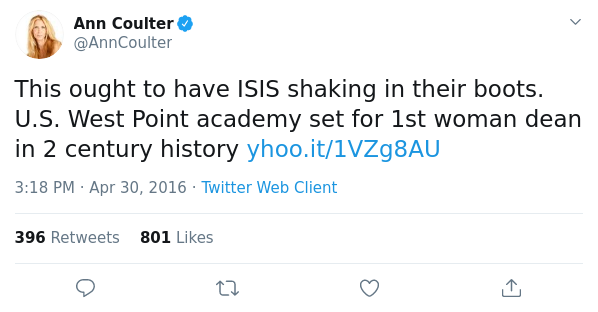 Ann Coulter
@AnnCoulter
This ought to have ISIS shaking in their boots.
U.S. West Point academy set for 1st woman dean
in 2 century history yhoo.it/1VZg8AU
3:18 PM · Apr 30, 2016 · Twitter Web Client
396 Retweets 801 Likes